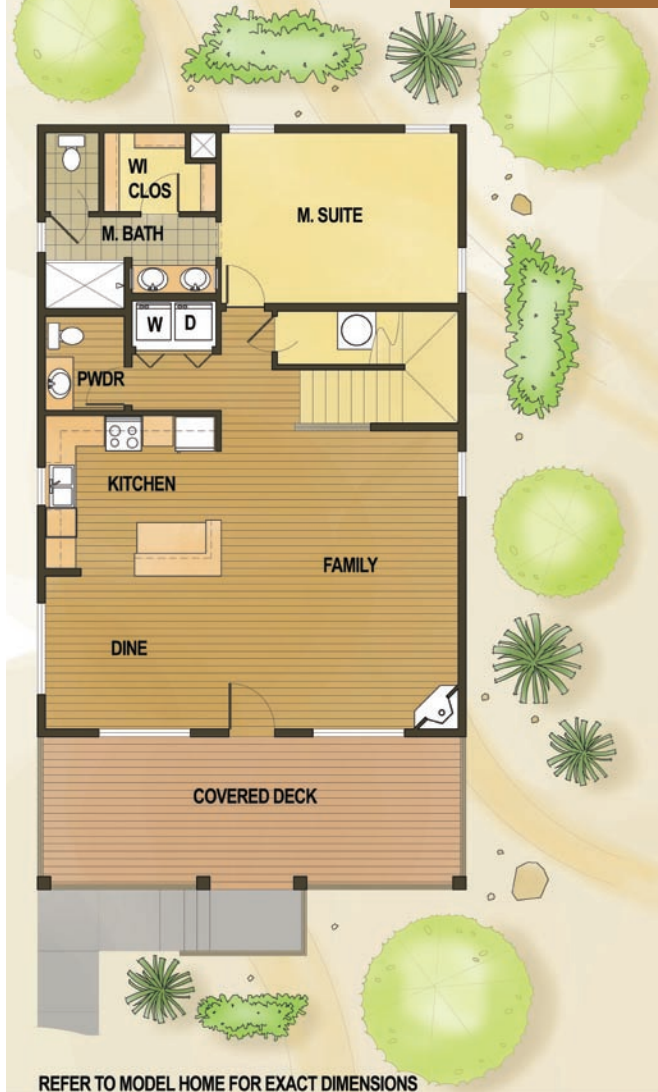 WI
CLOS
M. SUITE
M. BATH
W D
PWDR
KITCHEN
FAMILY
DINE
COVERED DECK
REFER TO MODEL HOME FOR EXACT DIMENSIONS